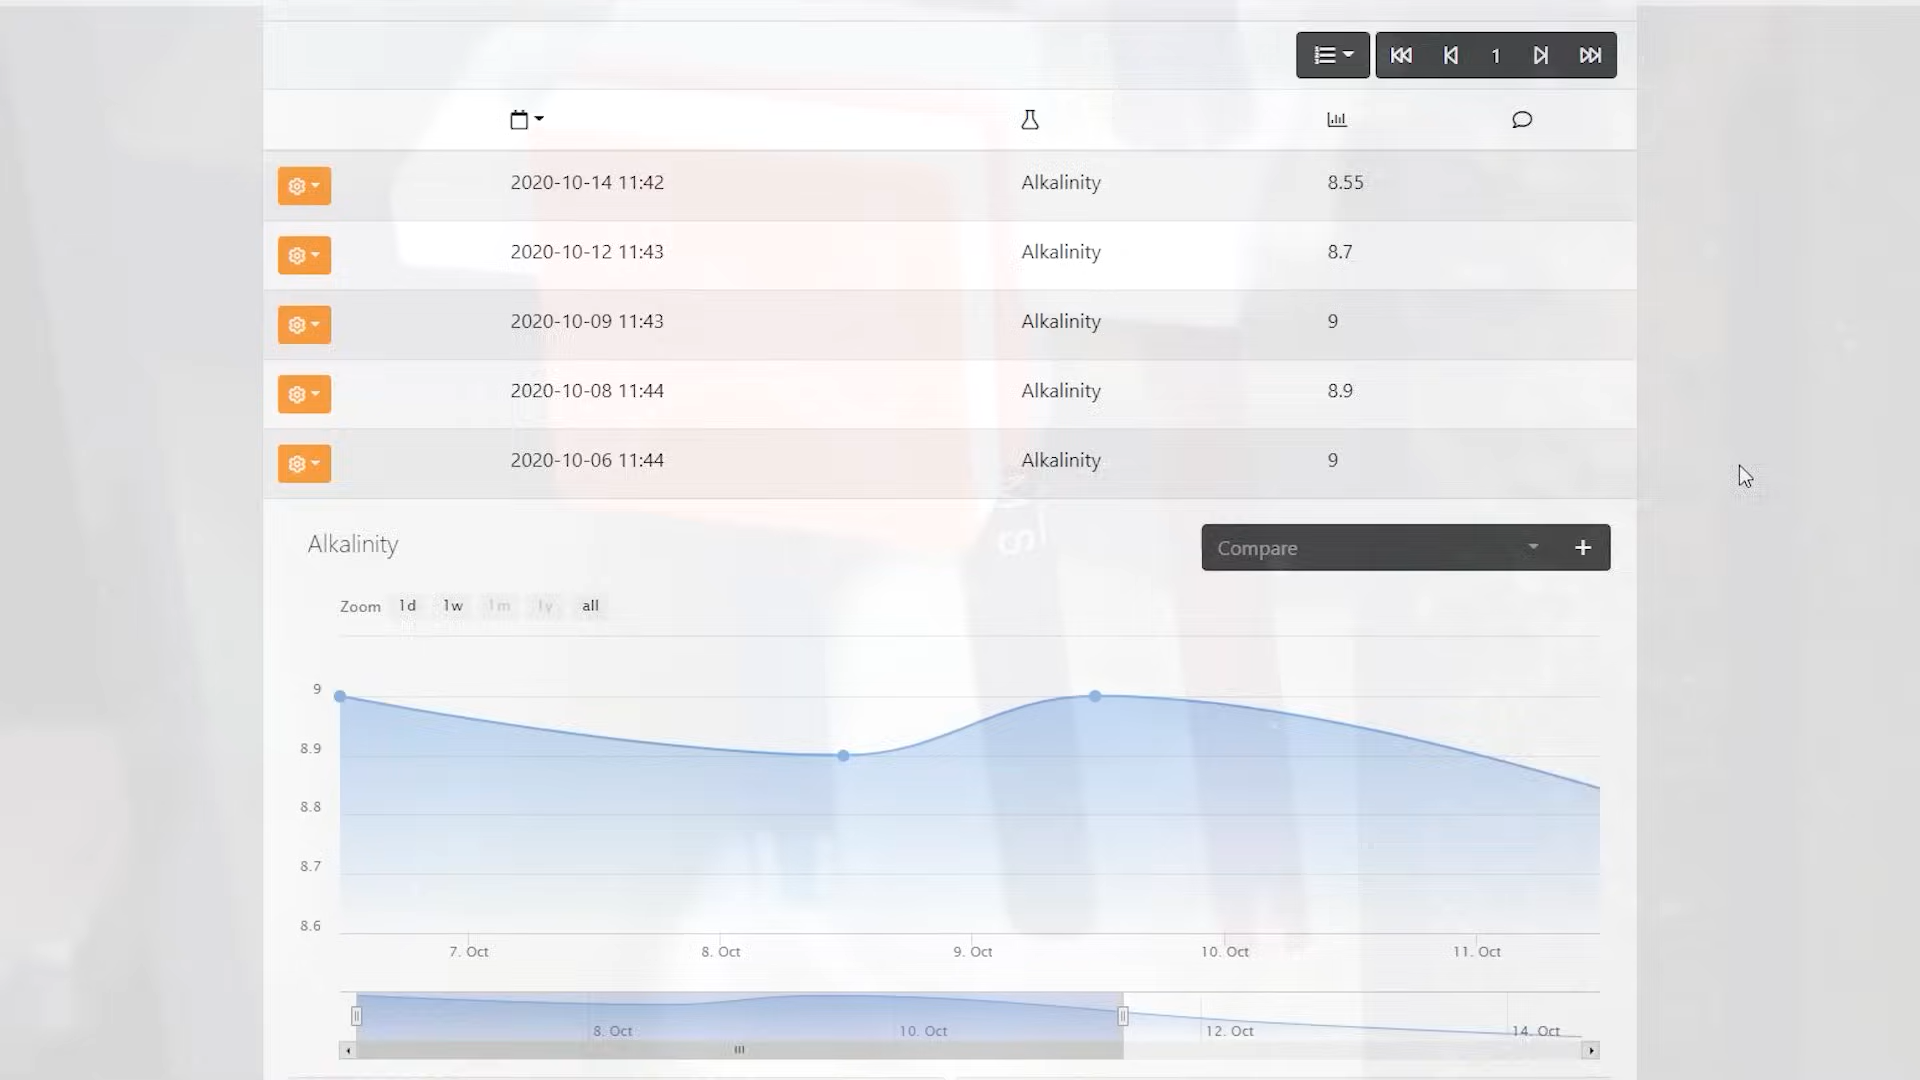 1
2020-10-14 11:42 Alkalinity 8.55
2020-10-12 11:43 Alkalinity 8.7
2020-10-09 11:43 Alkalinity 9
2020-10-08 11:44 Alkalinity 8.9
2020-10-06 11:44 Alkalinity 9
Alkalinity Compare +
Zoom 1d 1w 1m 1y all
9
8.9
8.8
8.7
8.6
7. Oct 8. Oct 9. Oct 10. Oct 11. Oct
8. Oct 10. Oct 12. Oct 14. Oct